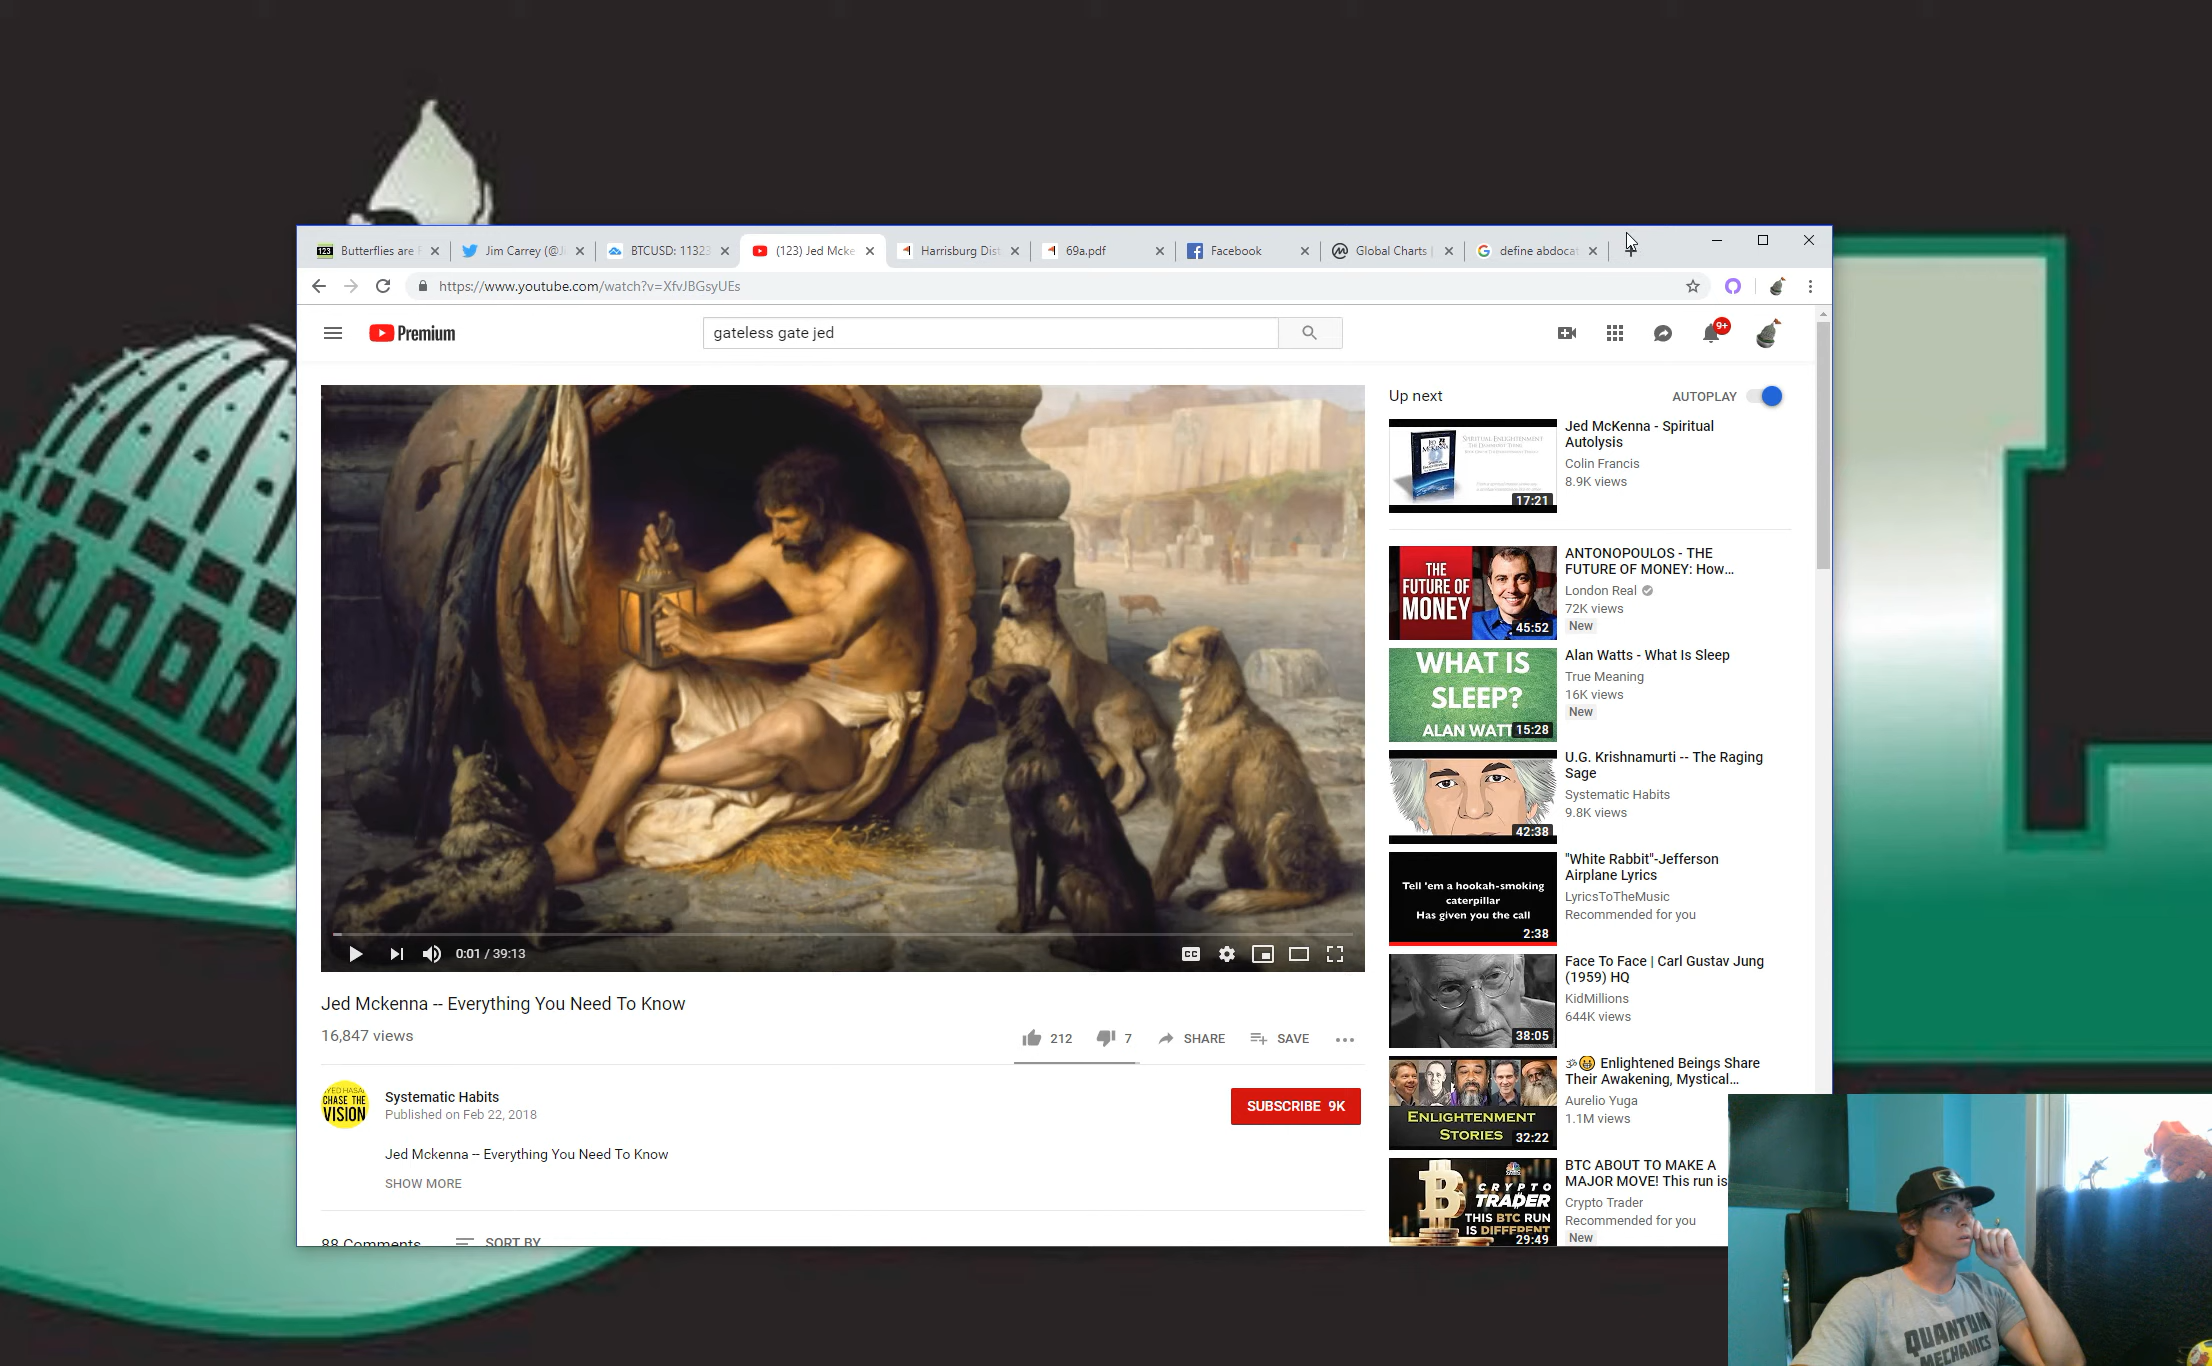 Butterflies are
Jim Carrey (@J
BTCUSD: 11323
(123) Jed Mcke
Harrisburg Dist
69a.pdf
Facebook
Global Charts |
define abdocat
https://www.youtube.com/watch?v=XfvJBGsyUEs
Premium
gateless gate jed
9+
0:01 / 39:13
CC
Jed Mckenna -- Everything You Need To Know
16,847 views
212
7
SHARE
SAVE
CHASE THE
VISION
Systematic Habits
Published on Feb 22, 2018
SUBSCRIBE 9K
Jed Mckenna -- Everything You Need To Know
SHOW MORE
88 Comments
SORT BY
Up next
AUTOPLAY
JED MCKENNA
SPIRITUAL ENLIGHTENMENT
17:21
Jed McKenna - Spiritual
Autolysis
Colin Francis
8.9K views
THE
FUTURE OF
MONEY
45:52
ANTONOPOULOS - THE
FUTURE OF MONEY: How...
London Real
72K views
New
WHAT IS
SLEEP?
ALAN WATT
15:28
Alan Watts - What Is Sleep
True Meaning
16K views
New
42:38
U.G. Krishnamurti -- The Raging
Sage
Systematic Habits
9.8K views
Tell 'em a hookah-smoking
caterpillar
Has given you the call
2:38
"White Rabbit"-Jefferson
Airplane Lyrics
LyricsToTheMusic
Recommended for you
38:05
Face To Face | Carl Gustav Jung
(1959) HQ
KidMillions
644K views
ENLIGHTENMENT
STORIES
32:22
🕉😂 Enlightened Beings Share
Their Awakening, Mystical...
Aurelio Yuga
1.1M views
CRYPTO
TRADER
THIS BTC RUN
IS DIFFERENT
29:49
BTC ABOUT TO MAKE A
MAJOR MOVE! This run is
Crypto Trader
Recommended for you
New
QUANTUM
MECHANICS